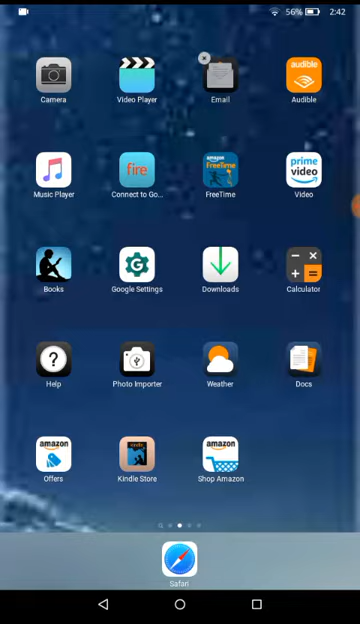 56% 2:42
Camera Video Player Email Audible
audible
Music Player Connect to Go... FreeTime Video
fire
amazon
FreeTime
prime
video
Books Google Settings Downloads Calculator
Help Photo Importer Weather Docs
amazon
kindle
amazon
Offers Kindle Store Shop Amazon
Safari